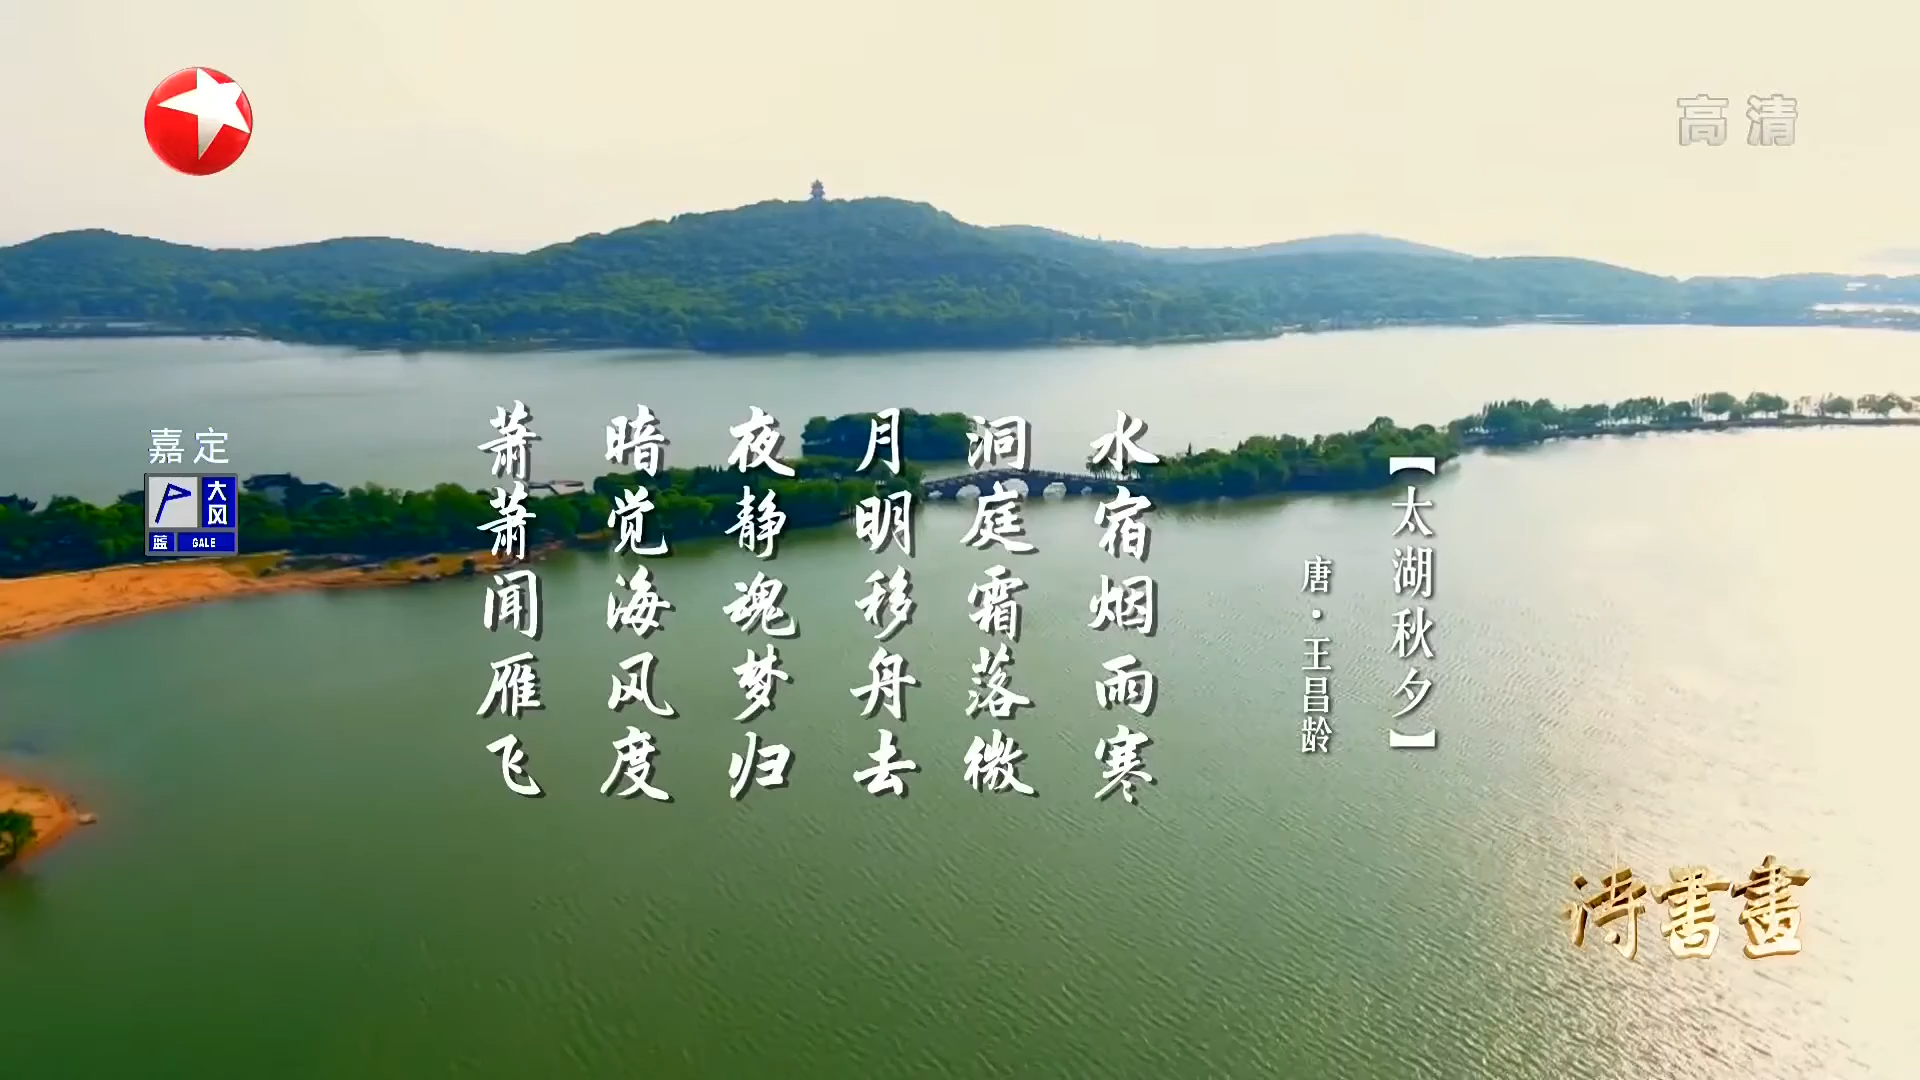 高清
【太湖秋夕】
唐·王昌龄
水宿烟雨寒
洞庭霜落微
月明移舟去
夜静魂梦归
暗觉海风度
萧萧闻雁飞
嘉定
大风
蓝 GALE
诗書畫